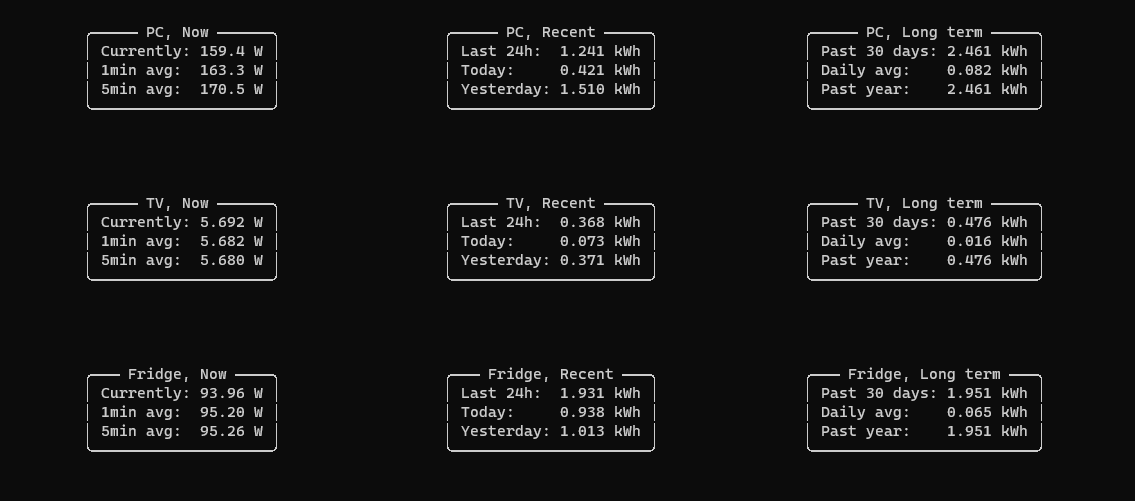 PC, Now
Currently: 159.4 W
1min avg:  163.3 W
5min avg:  170.5 W
PC, Recent
Last 24h:  1.241 kWh
Today:     0.421 kWh
Yesterday: 1.510 kWh
PC, Long term
Past 30 days: 2.461 kWh
Daily avg:    0.082 kWh
Past year:    2.461 kWh
TV, Now
Currently: 5.692 W
1min avg:  5.682 W
5min avg:  5.680 W
TV, Recent
Last 24h:  0.368 kWh
Today:     0.073 kWh
Yesterday: 0.371 kWh
TV, Long term
Past 30 days: 0.476 kWh
Daily avg:    0.016 kWh
Past year:    0.476 kWh
Fridge, Now
Currently: 93.96 W
1min avg:  95.20 W
5min avg:  95.26 W
Fridge, Recent
Last 24h:  1.931 kWh
Today:     0.938 kWh
Yesterday: 1.013 kWh
Fridge, Long term
Past 30 days: 1.951 kWh
Daily avg:    0.065 kWh
Past year:    1.951 kWh